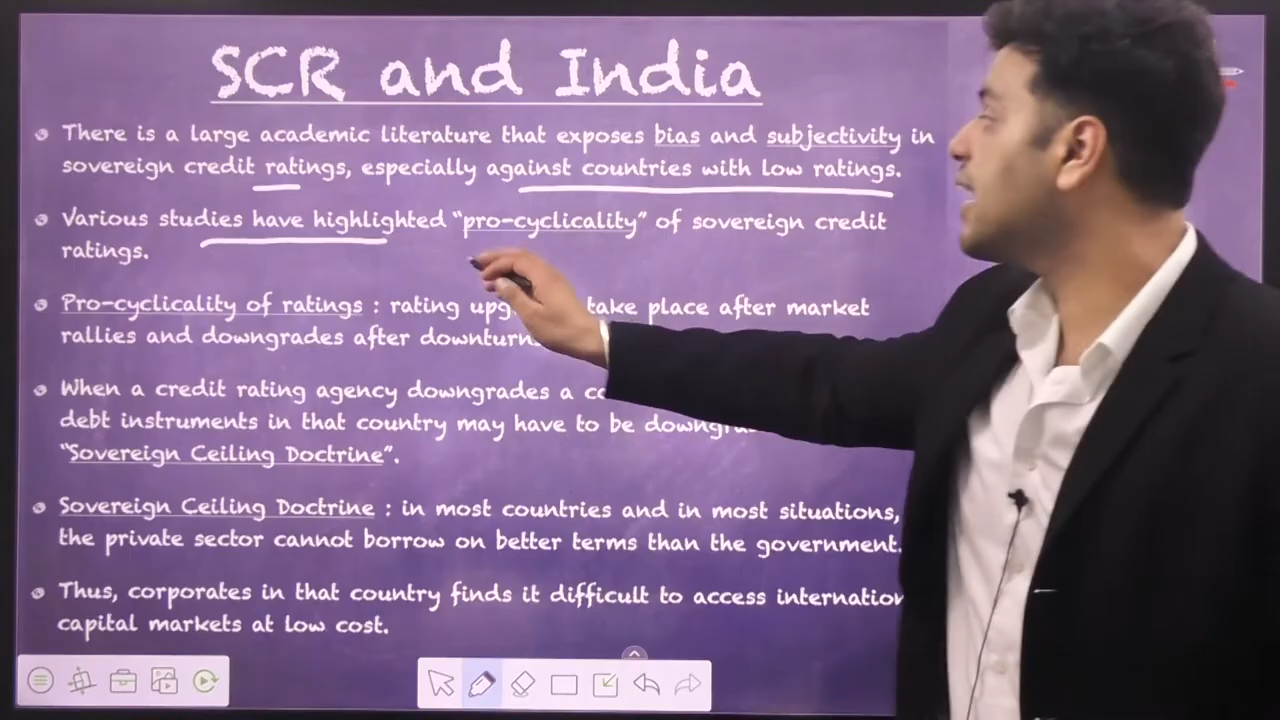 SCR and India
There is a large academic literature that exposes bias and subjectivity in
sovereign credit ratings, especially against countries with low ratings.
Various studies have highlighted "pro-cyclicality" of sovereign credit
ratings.
Pro-cyclicality of ratings : rating take place after market
rallies and downgrades after
When a credit rating agency downgrades a
debt instruments in that country may have to be
"Sovereign Ceiling Doctrine".
Sovereign Ceiling Doctrine : in most countries and in most situations,
the private sector cannot borrow on better terms than the government.
Thus, corporates in that country finds it difficult to access
capital markets at low cost.